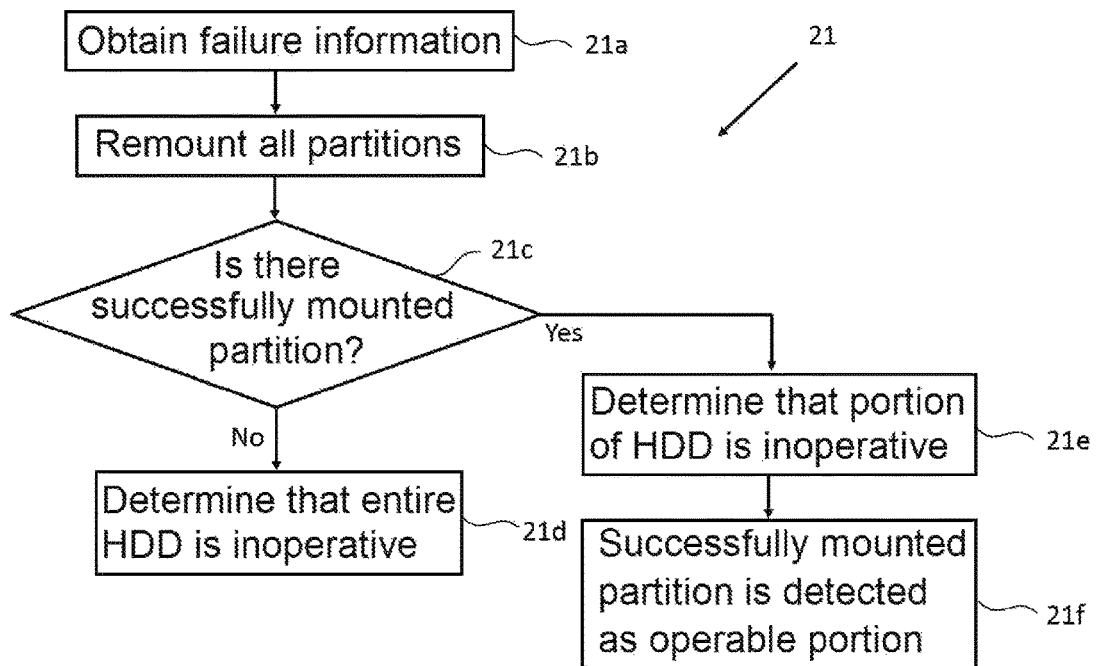 Obtain failure information
21a
21
Remount all partitions
21b
Is there
successfully mounted
partition?
21c
Yes
No
Determine that portion
of HDD is inoperative
21e
Determine that entire
HDD is inoperative
21d
Successfully mounted
partition is detected
as operable portion
21f